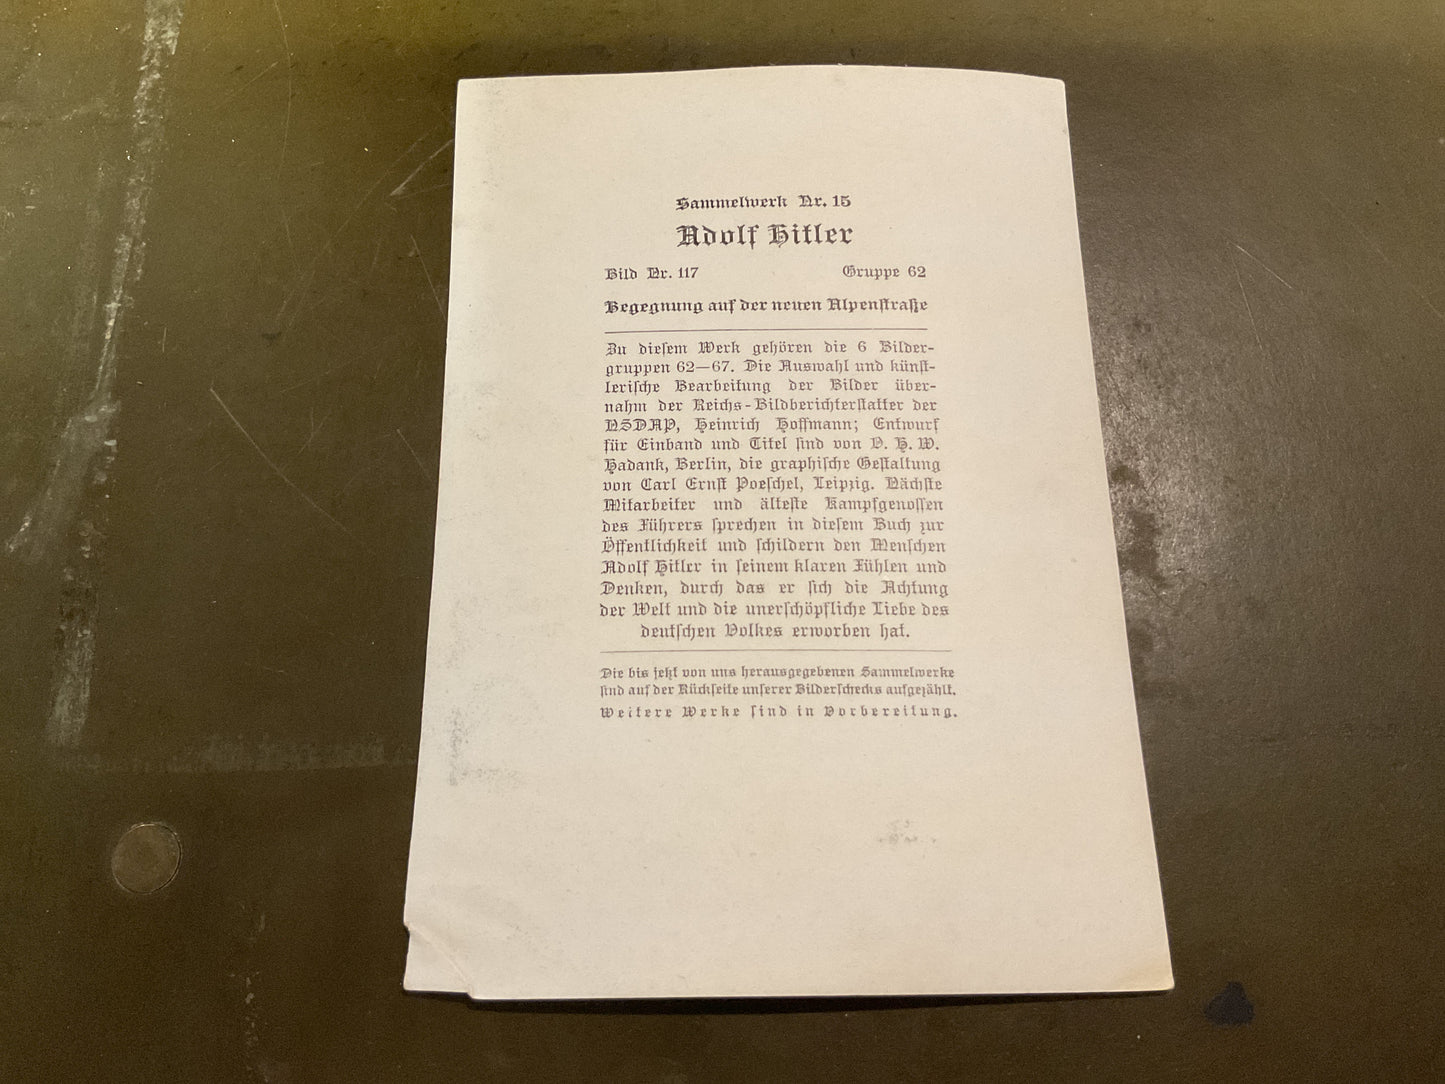 Sammelwerk Nr. 15
Adolf Hitler
Bild Nr. 117 Gruppe 62
Begegnung auf der neuen Alpenstraße
Zu diesem Werk gehören die 6 Bilder-
gruppen 62—67. Die Auswahl und künst-
lerische Bearbeitung der Bilder über-
nahm der Reichs-Bildberichterstatter der
NSDAP, Heinrich Hoffmann; Entwurf
für Einband und Titel sind von O. H. W.
Hadank, Berlin, die graphische Gestaltung
von Carl Ernst Poeschel, Leipzig. Nächste
Mitarbeiter und älteste Kampfgenossen
des Führers sprechen in diesem Buch zur
Öffentlichkeit und schildern den Menschen
Adolf Hitler in seinem klaren Fühlen und
Denken, durch das er sich die Achtung
der Welt und die unerschöpfliche Liebe des
deutschen Volkes erworben hat.
Die bis jetzt von uns herausgegebenen Sammelwerke
sind auf der Rückseite unserer Bilderschecks aufgezählt.
Weitere Werke sind in Vorbereitung.